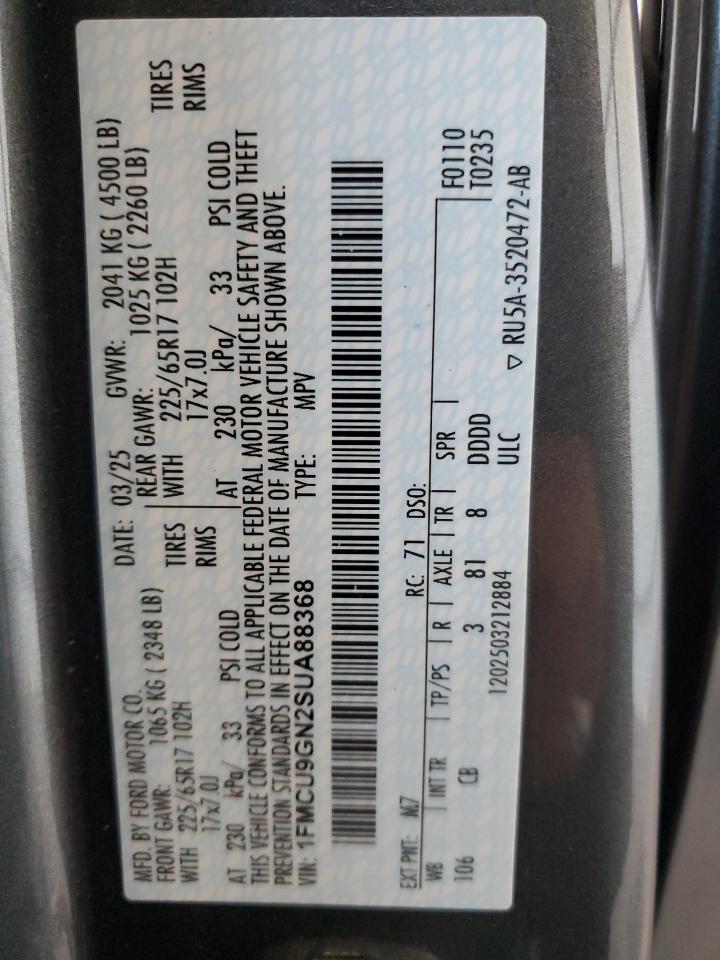 MFD. BY FORD MOTOR CO. DATE: 03/25 GVWR: 2041 KG ( 4500 LB)
FRONT GAWR: 1065 KG ( 2348 LB) REAR GAWR: 1025 KG ( 2260 LB)
WITH 225/65R17 102H TIRES WITH 225/65R17 102H TIRES
17x7.0J RIMS 17x7.0J RIMS
AT 230 kPa/ 33 PSI COLD AT 230 kPa/ 33 PSI COLD
THIS VEHICLE CONFORMS TO ALL APPLICABLE FEDERAL MOTOR VEHICLE SAFETY AND THEFT
PREVENTION STANDARDS IN EFFECT ON THE DATE OF MANUFACTURE SHOWN ABOVE.
VIN: 1FMCU9GN2SUA88368 TYPE: MPV
EXT PNT: M7 RC: 71 DSO:
WB | INT TR | TP/PS | R | AXLE | TR | SPR | F0110
106 CB 3 81 8 DDDD T0235
1202503212884 ULC
▽ RU5A-3520472-AB